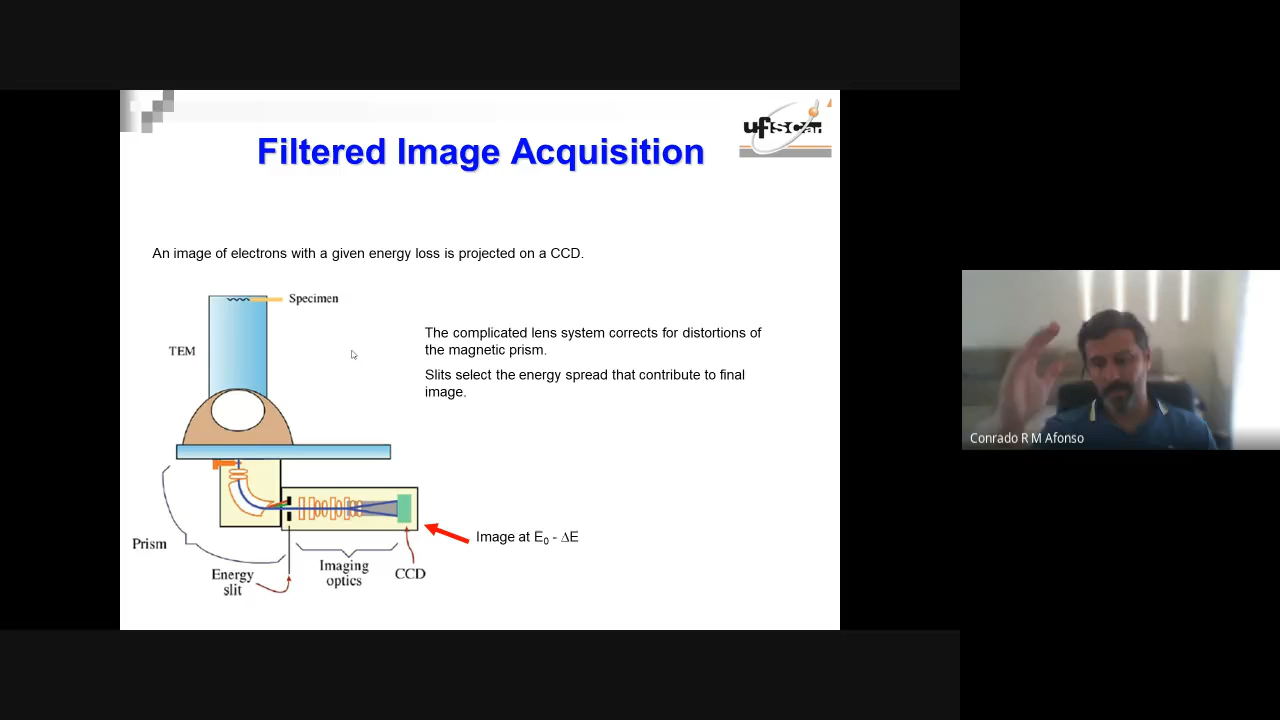 ufscar
Filtered Image Acquisition
An image of electrons with a given energy loss is projected on a CCD.
Specimen
The complicated lens system corrects for distortions of
the magnetic prism.
TEM
Slits select the energy spread that contribute to final
image.
Conrado R M Afonso
Image at E₀ - ΔE
Prism
Energy
slit
Imaging
optics
CCD